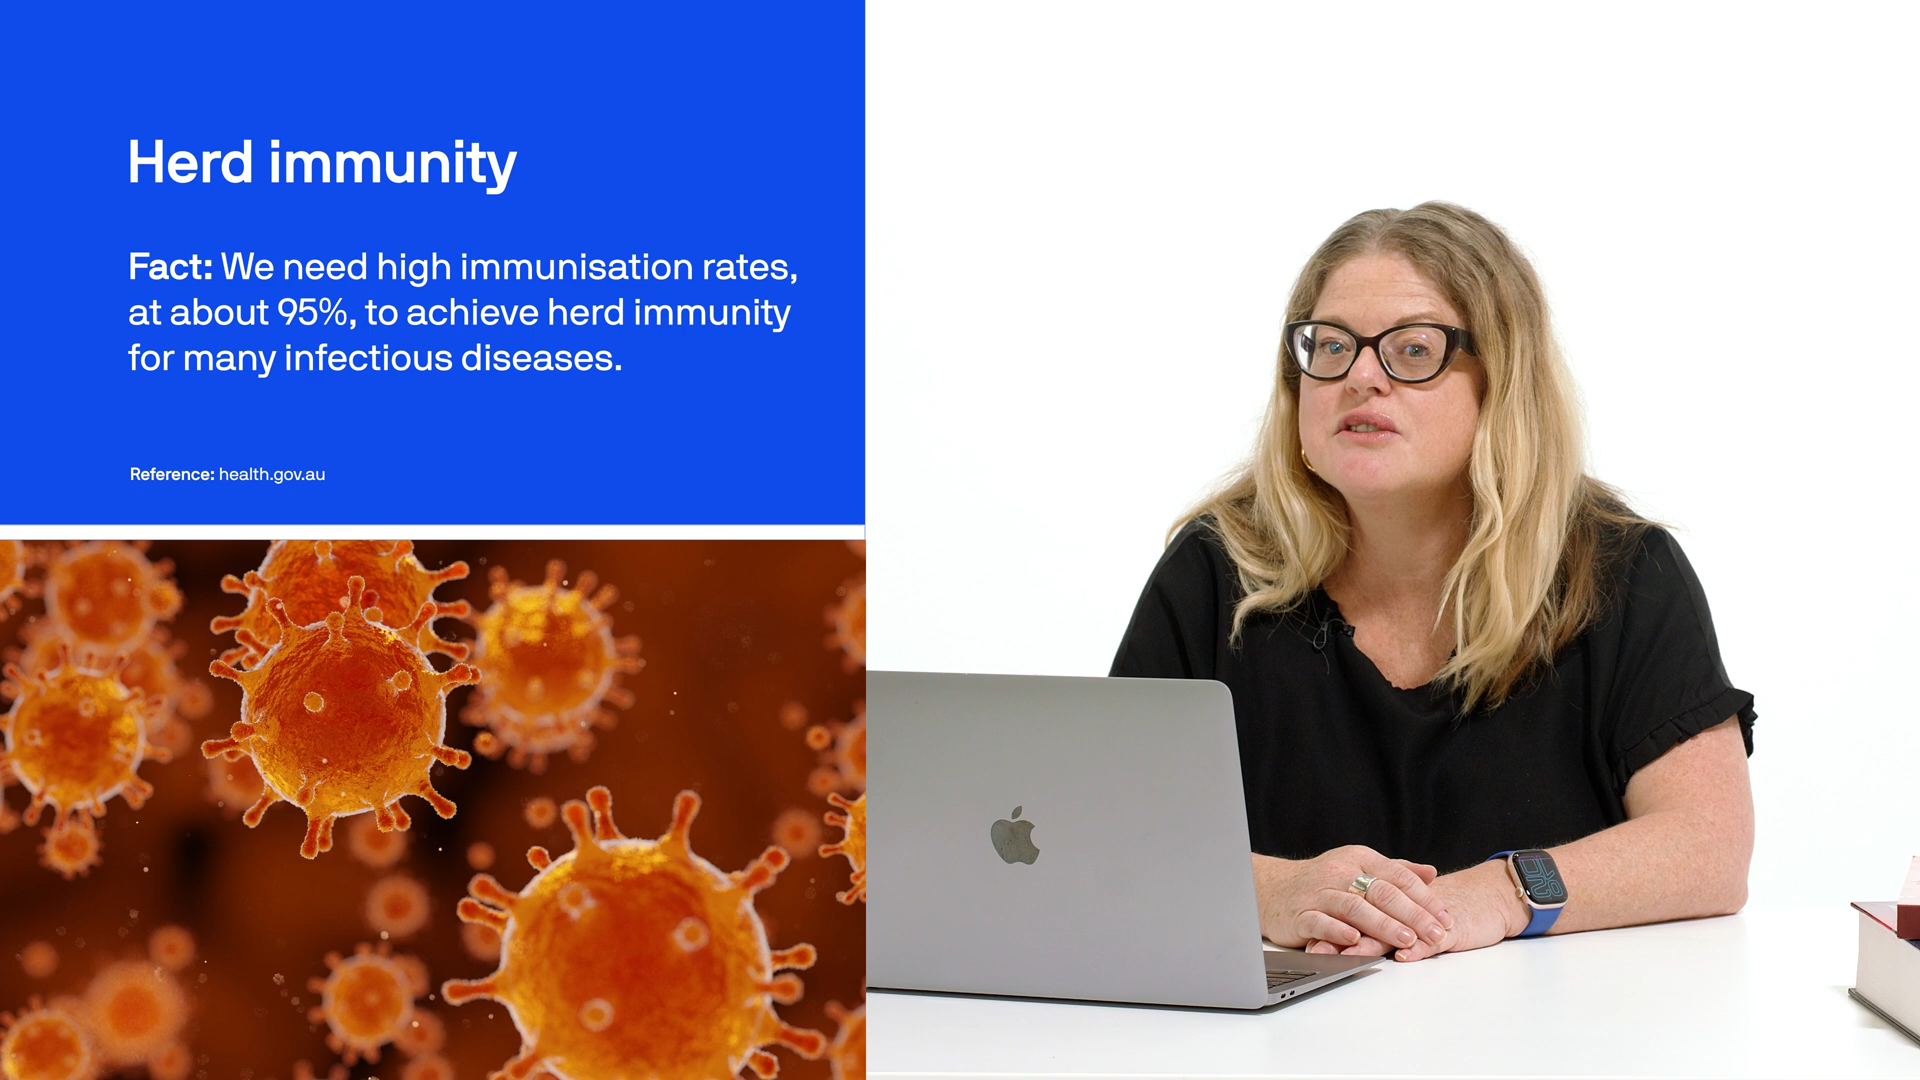 Herd immunity
Fact: We need high immunisation rates,
at about 95%, to achieve herd immunity
for many infectious diseases.
Reference: health.gov.au